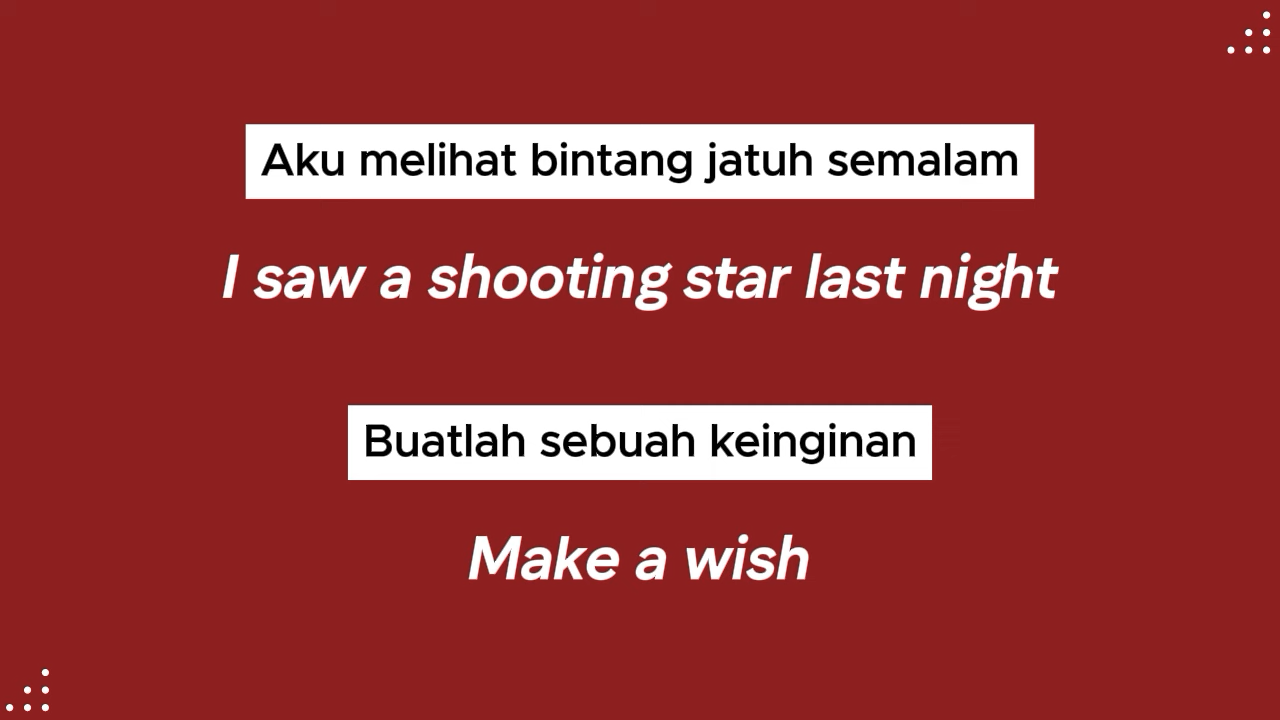 Aku melihat bintang jatuh semalam
I saw a shooting star last night
Buatlah sebuah keinginan
Make a wish